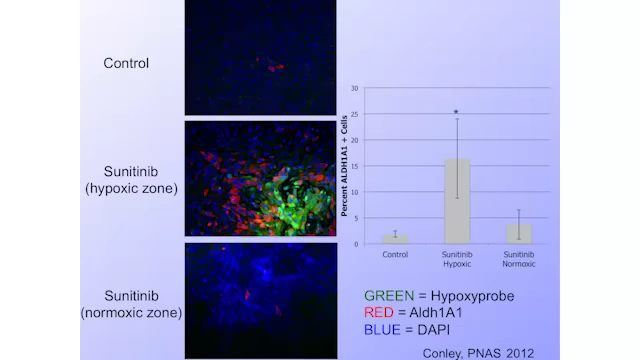 Control
Sunitinib
(hypoxic zone)
Sunitinib
(normoxic zone)
Percent ALDH1A1 + Cells
30
25
20
15
10
5
0
*
Control
Sunitinib
Hypoxic
Sunitinib
Normoxic
GREEN = Hypoxyprobe
RED = Aldh1A1
BLUE = DAPI
Conley, PNAS 2012